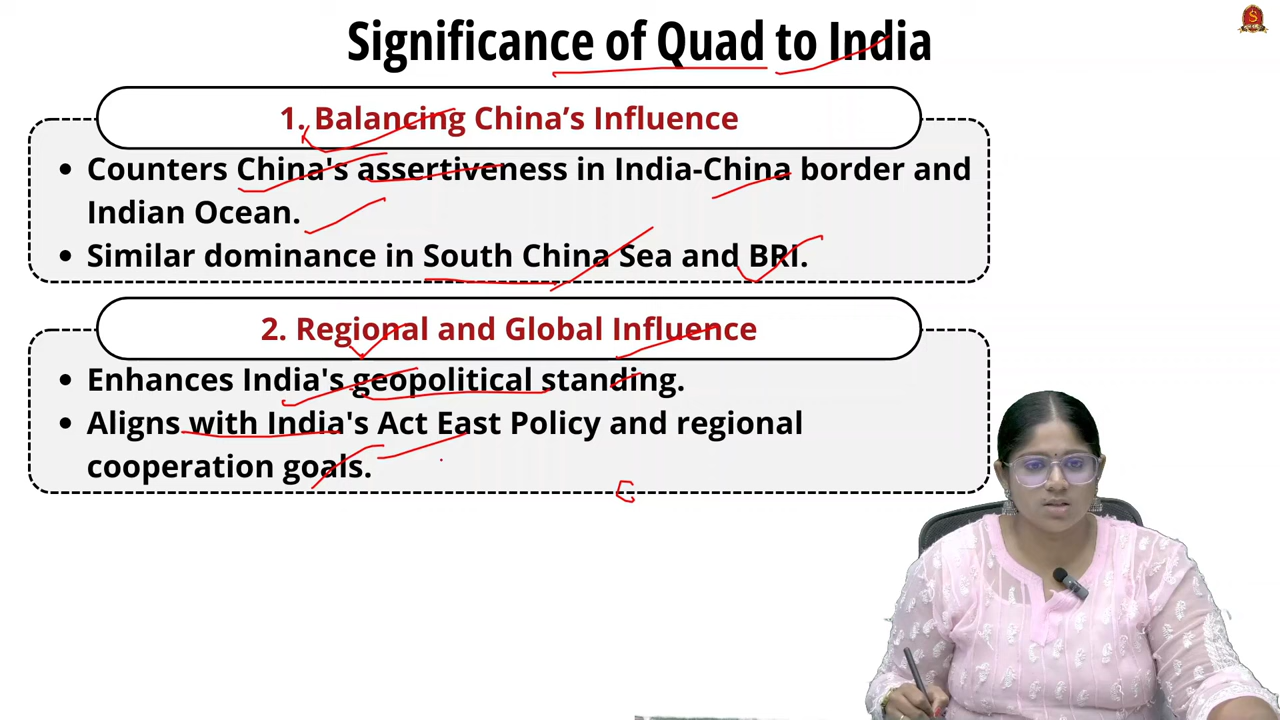 Significance of Quad to India
1. Balancing China's Influence
• Counters China's assertiveness in India-China border and
Indian Ocean.
• Similar dominance in South China Sea and BRI.
2. Regional and Global Influence
• Enhances India's geopolitical standing.
• Aligns with India's Act East Policy and regional
cooperation goals.